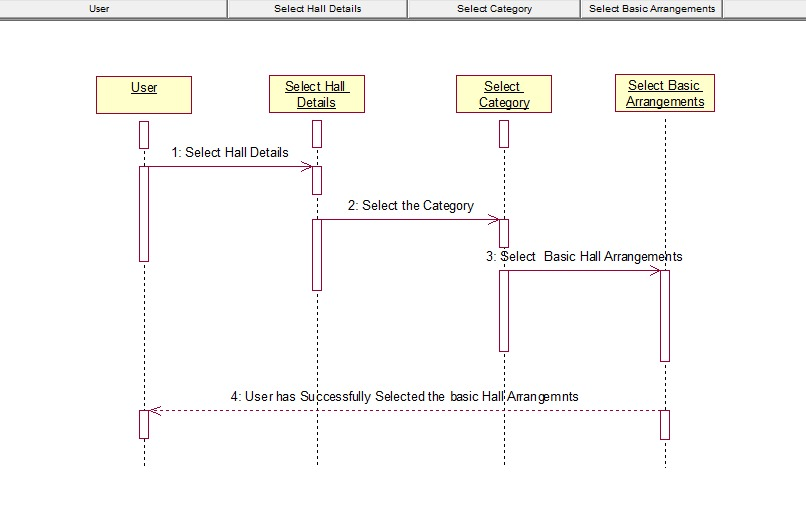 User Select Hall Details Select Category Select Basic Arrangements
User
Select Hall
Details
Select
Category
Select Basic
Arrangements
1: Select Hall Details
2: Select the Category
3: Select Basic Hall Arrangements
4: User has Successfully Selected the basic Hall Arrangemnts